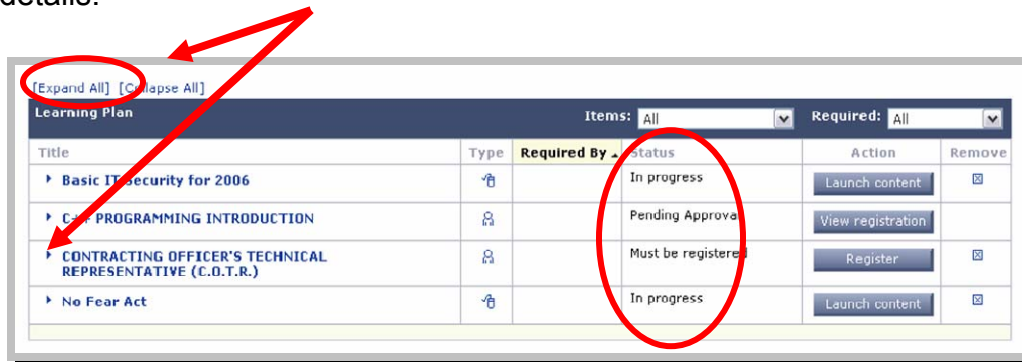 details.
[Expand All] [Collapse All]
Learning Plan Items: All Required: All
Title Type Required By Status Action Remove
Basic IT Security for 2006 In progress Launch content
C++ PROGRAMMING INTRODUCTION Pending Approval View registration
CONTRACTING OFFICER'S TECHNICAL
REPRESENTATIVE (C.O.T.R.) Must be registered Register
No Fear Act In progress Launch content